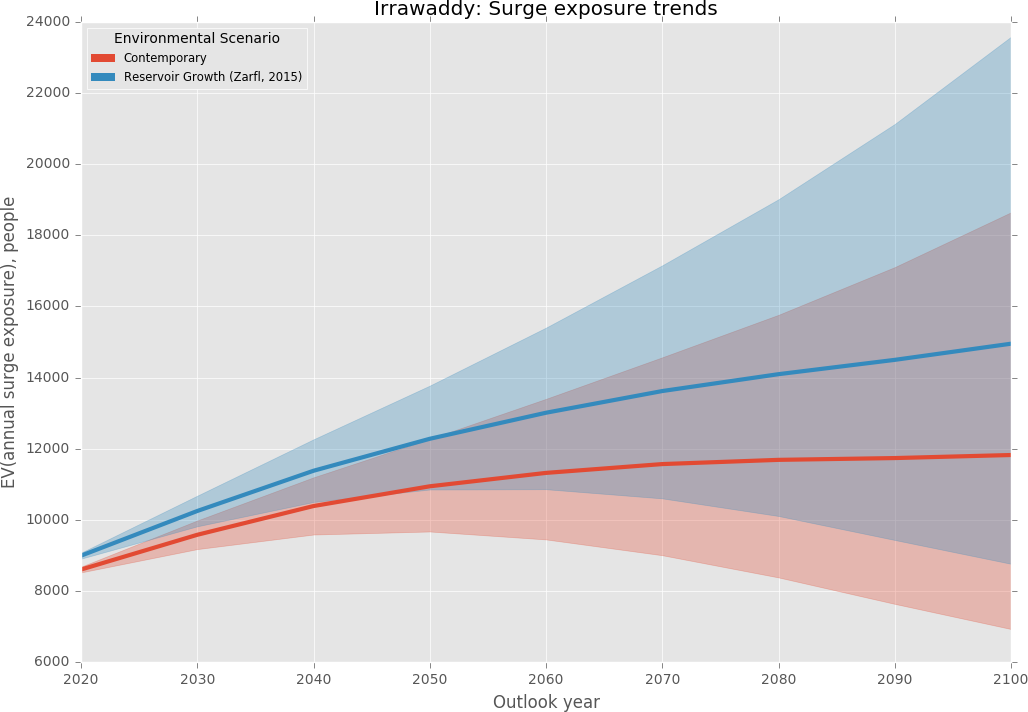 Irrawaddy: Surge exposure trends
Environmental Scenario
Contemporary
Reservoir Growth (Zarfl, 2015)
EV(annual surge exposure), people
24000
22000
20000
18000
16000
14000
12000
10000
8000
6000
2020 2030 2040 2050 2060 2070 2080 2090 2100
Outlook year